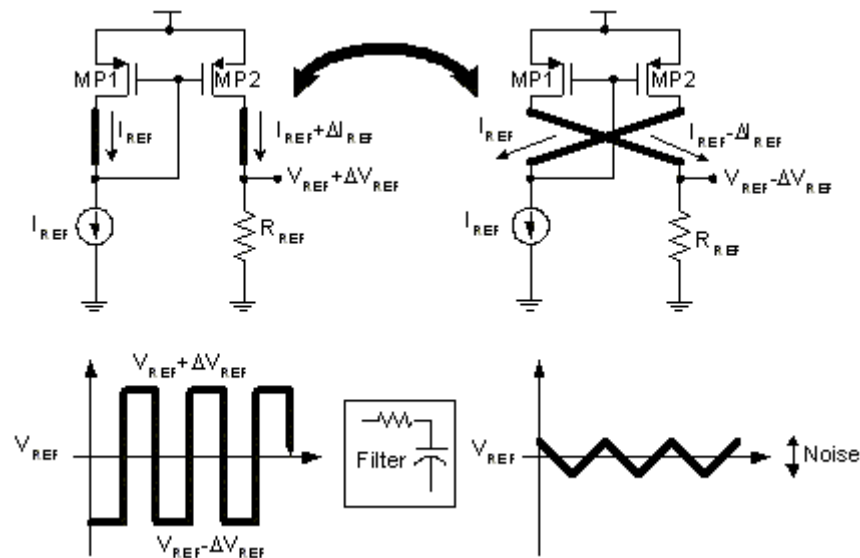 MP1 MP2
I_REF I_REF+ΔI_REF
V_REF+ΔV_REF
I_REF
R_REF
MP1 MP2
I_REF I_REF-ΔI_REF
V_REF-ΔV_REF
I_REF
R_REF
V_REF+ΔV_REF
V_REF
V_REF-ΔV_REF
Filter
V_REF
Noise